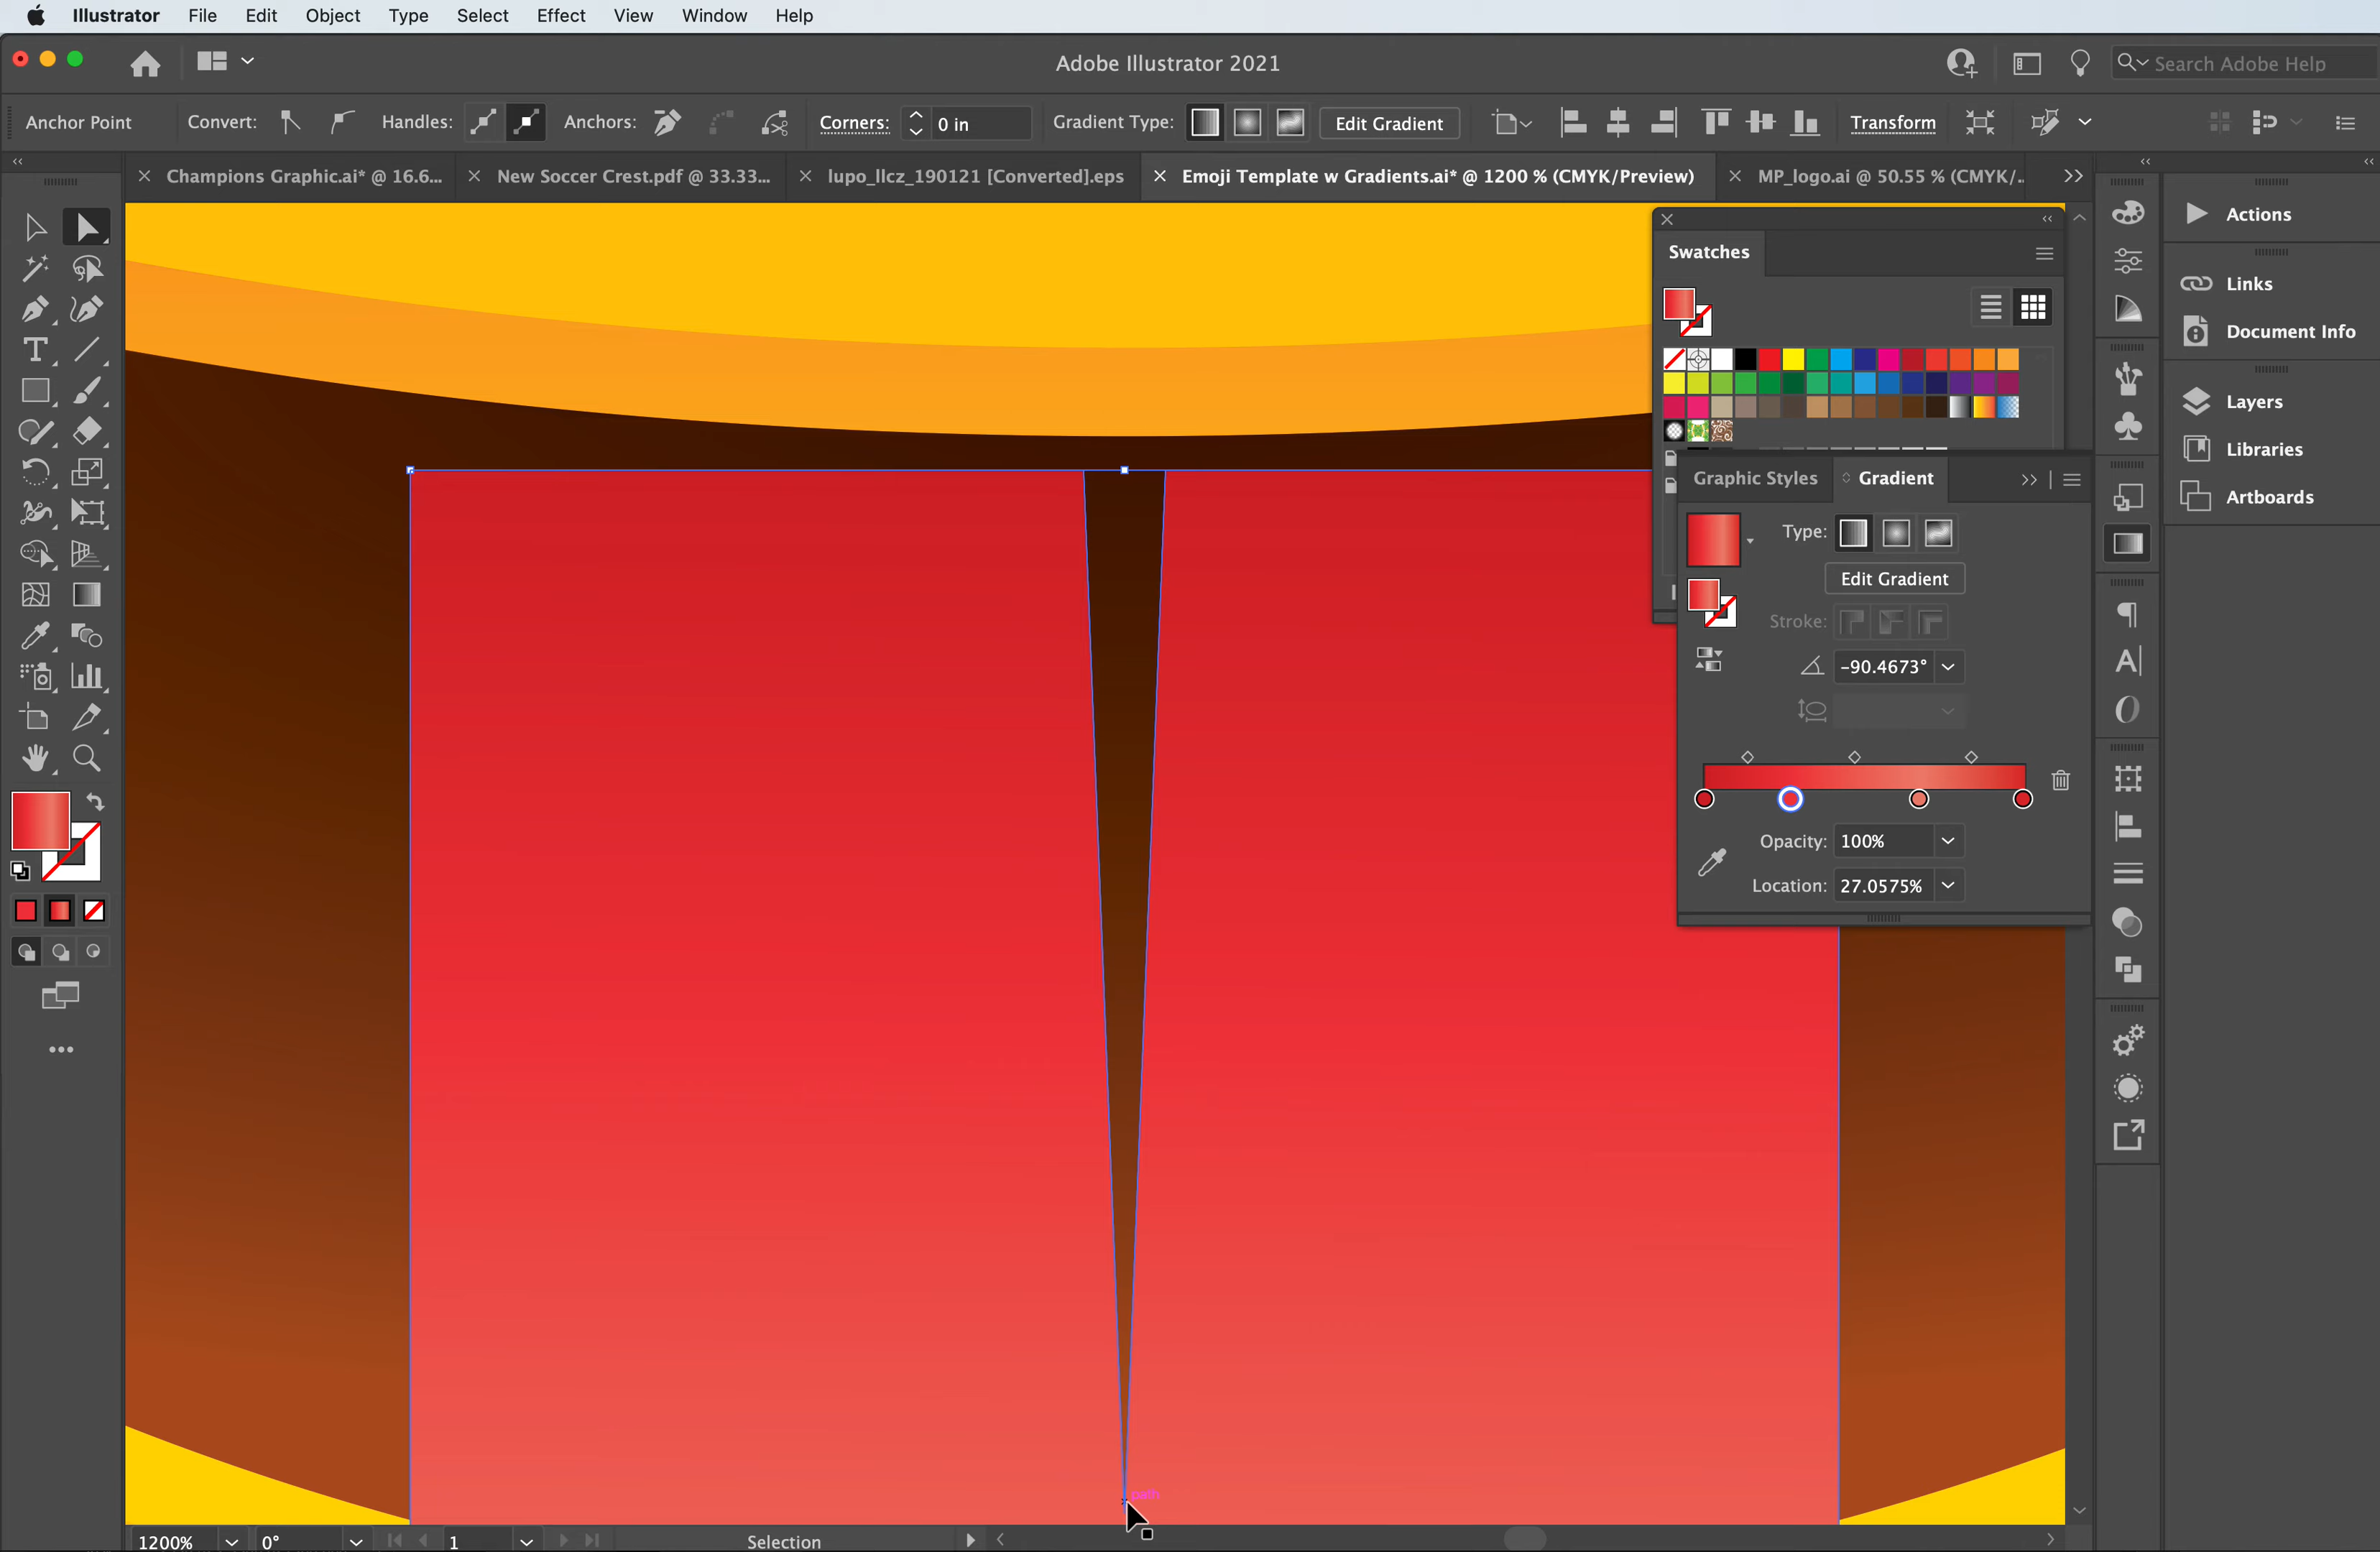 Illustrator File Edit Object Type Select Effect View Window Help
Adobe Illustrator 2021
Search Adobe Help
Anchor Point Convert: Handles: Anchors: Corners: 0 in Gradient Type: Edit Gradient Transform
Champions Graphic.ai* @ 16.6... New Soccer Crest.pdf @ 33.33... lupo_llcz_190121 [Converted].eps Emoji Template w Gradients.ai* @ 1200 % (CMYK/Preview) MP_logo.ai @ 50.55 % (CMYK/..
Swatches
Actions
Links
Document Info
Layers
Libraries
Artboards
Graphic Styles Gradient
Type:
Edit Gradient
Stroke:
-90.4673°
Opacity: 100%
Location: 27.0575%
path
1200% 0° 1 Selection